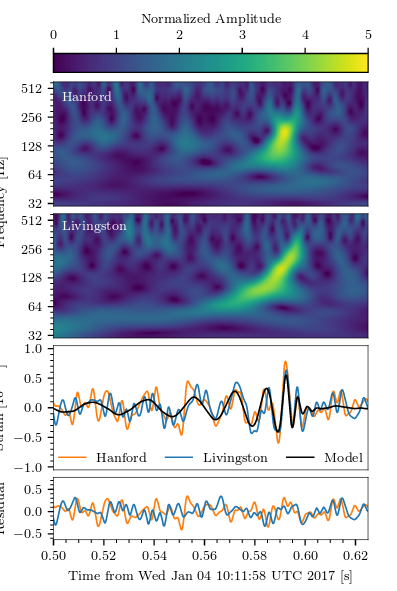 Normalized Amplitude
0 1 2 3 4 5
Hanford
512
256
128
64
32
Livingston
512
256
128
64
32
Frequency [Hz]
1.0
0.5
0.0
−0.5
−1.0
Hanford Livingston Model
0.5
0.0
−0.5
Residual
0.50 0.52 0.54 0.56 0.58 0.60 0.62
Time from Wed Jan 04 10:11:58 UTC 2017 [s]